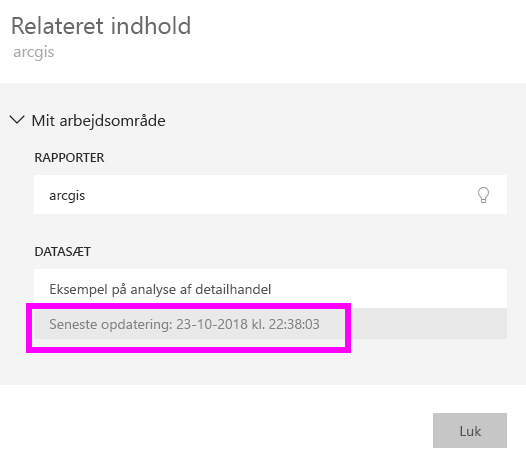 Relateret indhold
arcgis
Mit arbejdsområde
RAPPORTER
arcgis
DATASÆT
Eksempel på analyse af detailhandel
Seneste opdatering: 23-10-2018 kl. 22:38:03
Luk